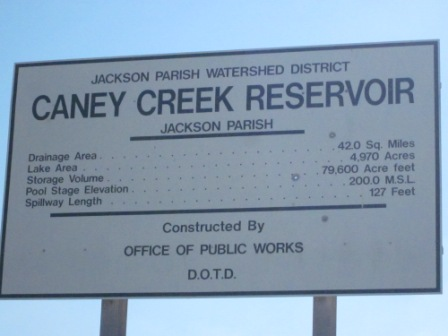 JACKSON PARISH WATERSHED DISTRICT
CANEY CREEK RESERVOIR
JACKSON PARISH
Drainage Area . . . . . . . . . . . . . . . . . . . . 42.0 Sq. Miles
Lake Area . . . . . . . . . . . . . . . . . . . . 4,970 Acres
Storage Volume . . . . . . . . . . . . . . . . . . . . 79,600 Acre feet
Pool Stage Elevation . . . . . . . . . . . . . . . . . . . . 200.0 M.S.L.
Spillway Length . . . . . . . . . . . . . . . . . . . . 127 Feet
Constructed By
OFFICE OF PUBLIC WORKS
D.O.T.D.